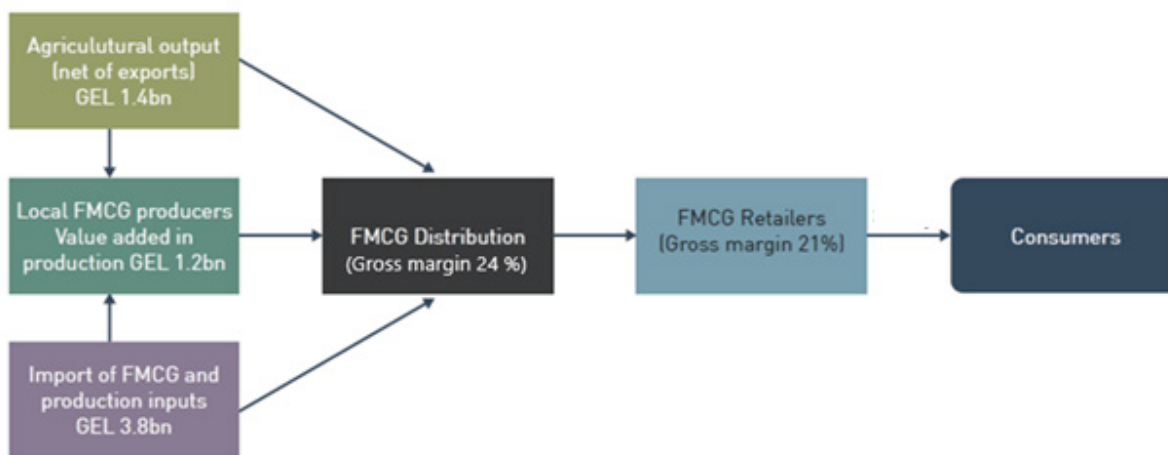 Agriculutural output
(net of exports)
GEL 1.4bn
Local FMCG producers
Value added in
production GEL 1.2bn
Import of FMCG and
production inputs
GEL 3.8bn
FMCG Distribution
(Gross margin 24 %)
FMCG Retailers
(Gross margin 21%)
Consumers